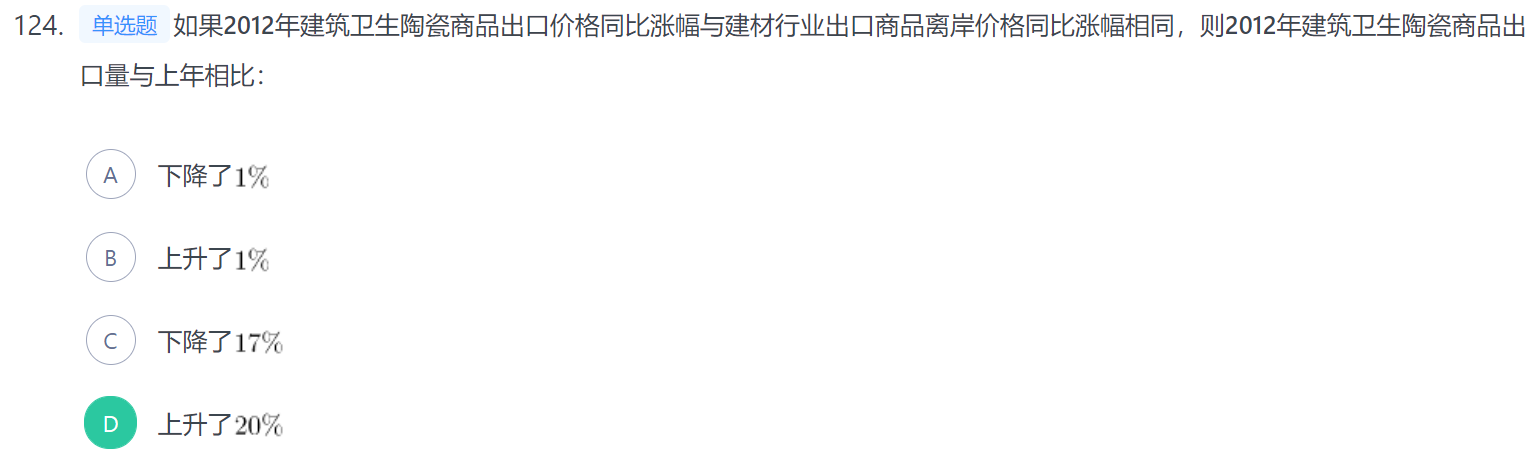 124. 单选题 如果2012年建筑卫生陶瓷商品出口价格同比涨幅与建材行业出口商品离岸价格同比涨幅相同，则2012年建筑卫生陶瓷商品出
口量与上年相比：
A 下降了1%
B 上升了1%
C 下降了17%
D 上升了20%